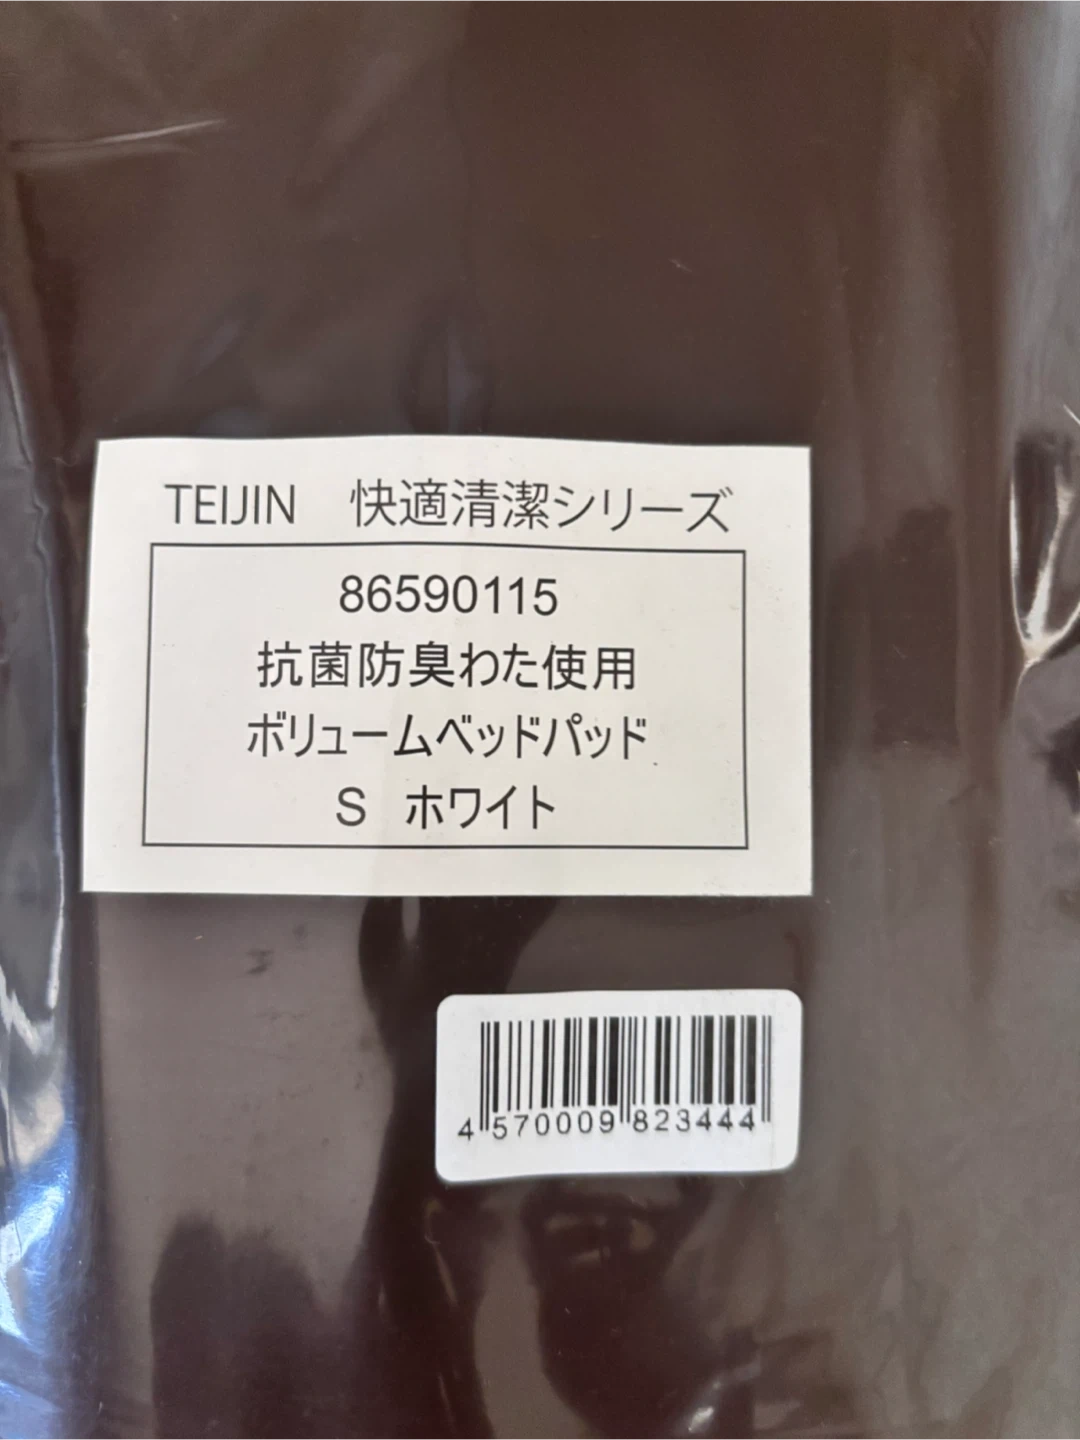 TEIJIN 快適清潔シリーズ
86590115
抗菌防臭わた使用
ボリュームベッドパッド
S ホワイト
4 570009 823444